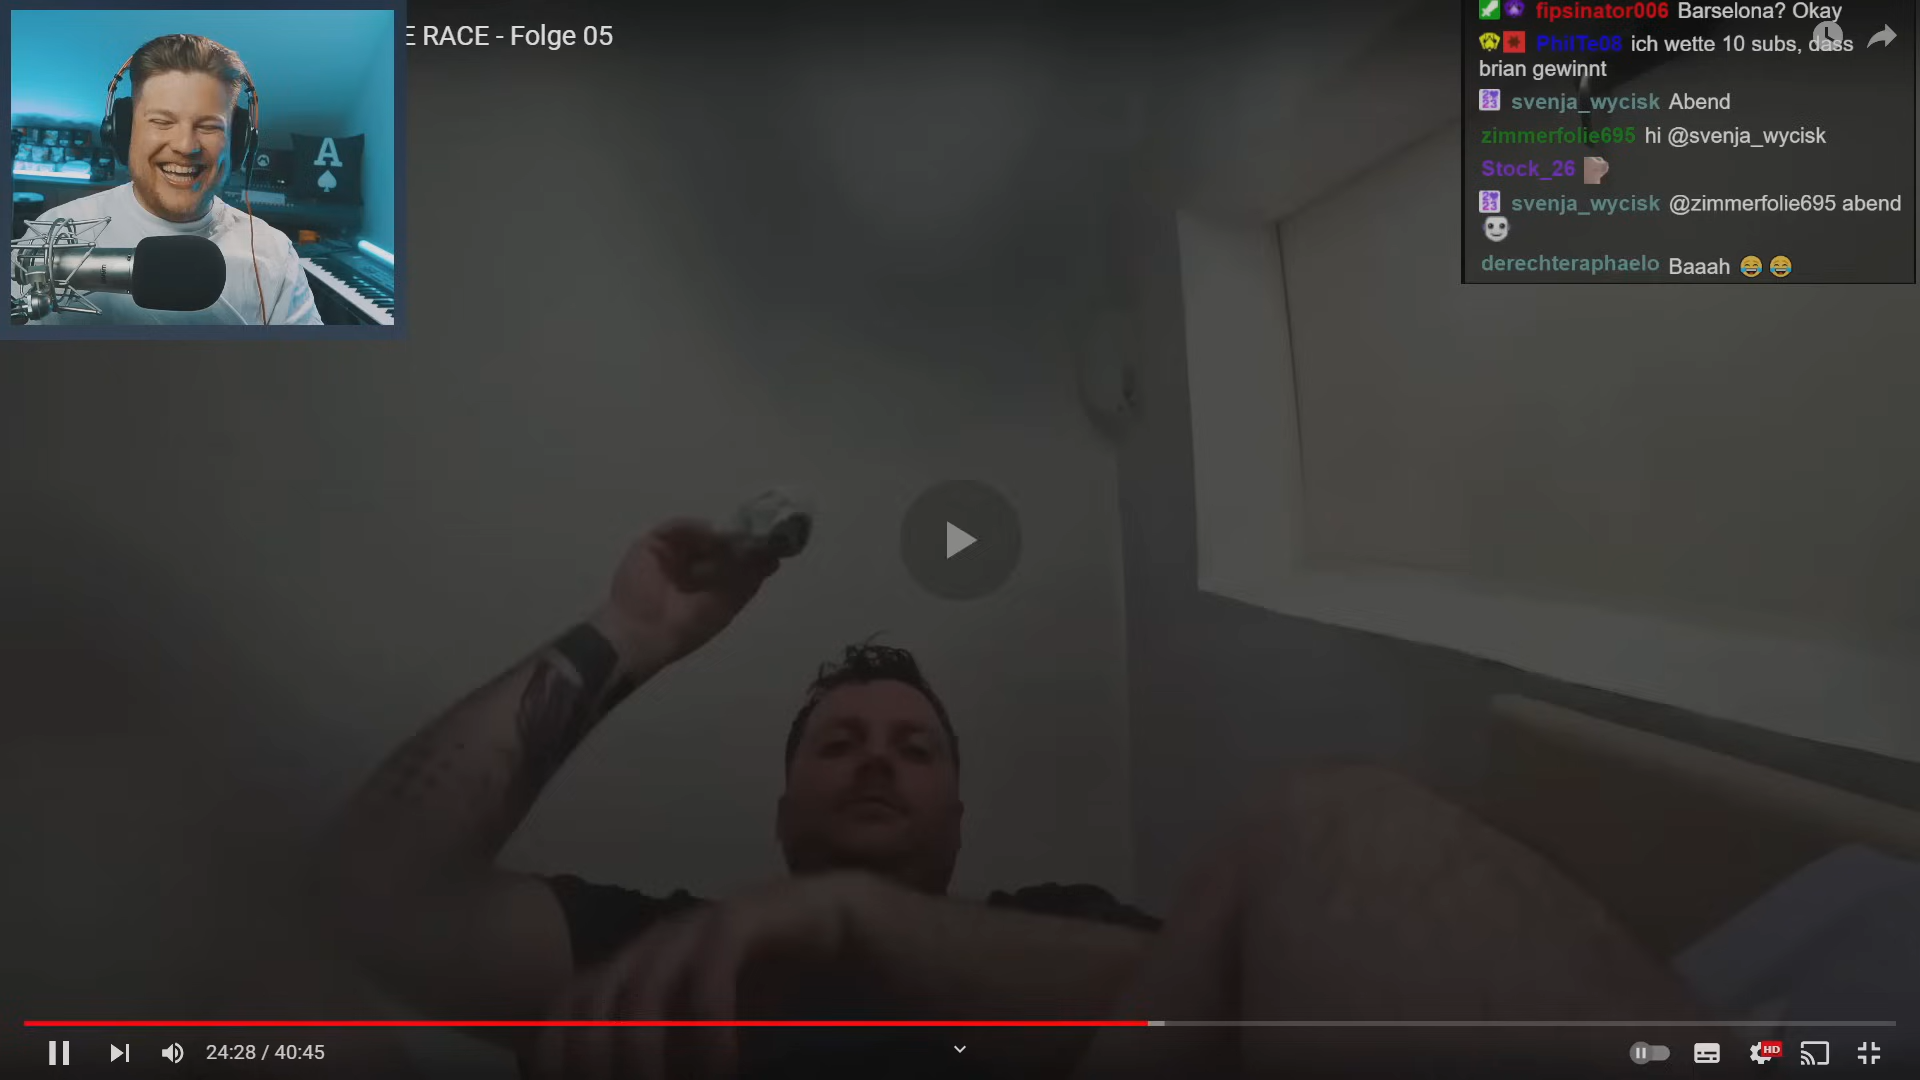 E RACE - Folge 05
fipsinator006 Barselona? Okay
PhilTe08 ich wette 10 subs, dass
brian gewinnt
svenja_wycisk Abend
zimmerfolie695 hi @svenja_wycisk
Stock_26
svenja_wycisk @zimmerfolie695 abend
derechteraphaelo Baaah 😂 😂
A
24:28 / 40:45
HD